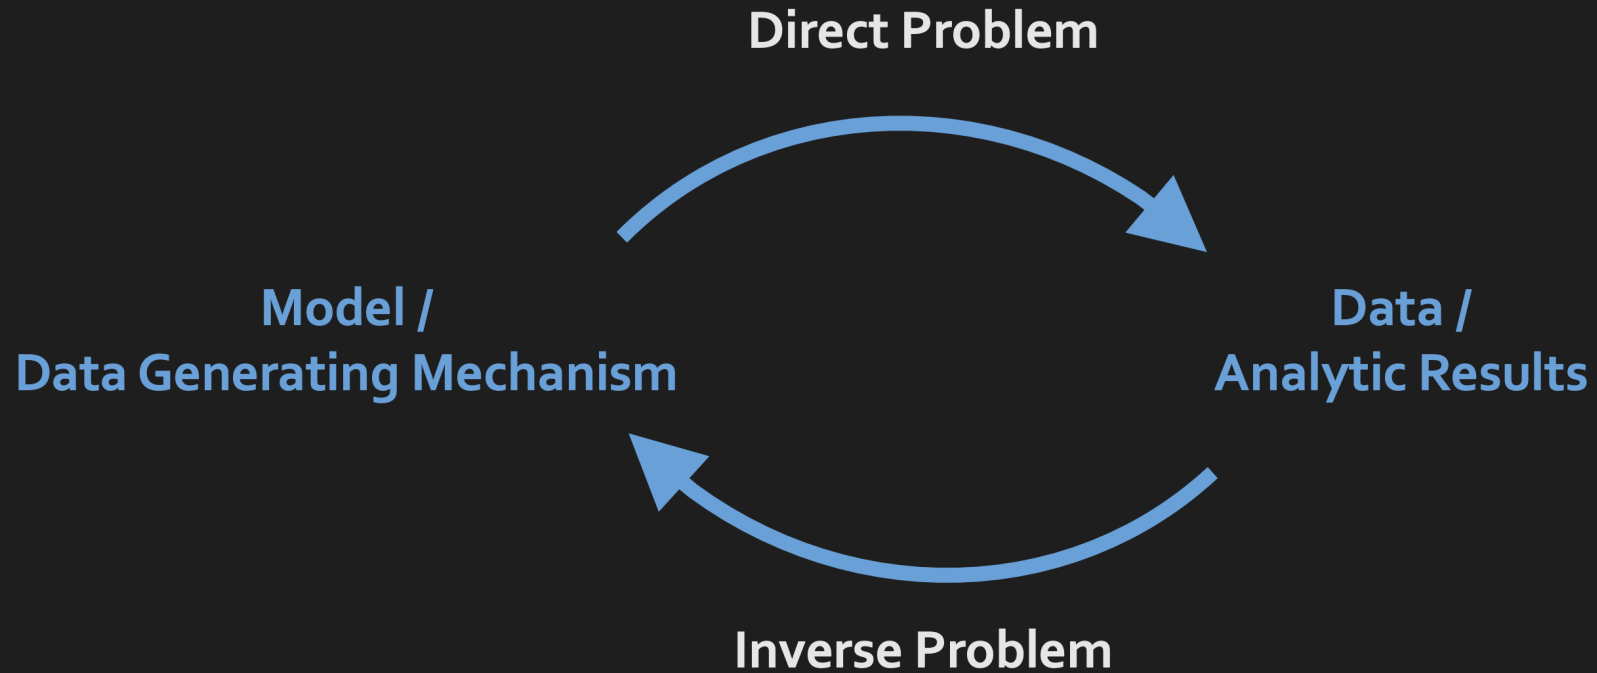 Direct Problem
Model /
Data Generating Mechanism
Data /
Analytic Results
Inverse Problem